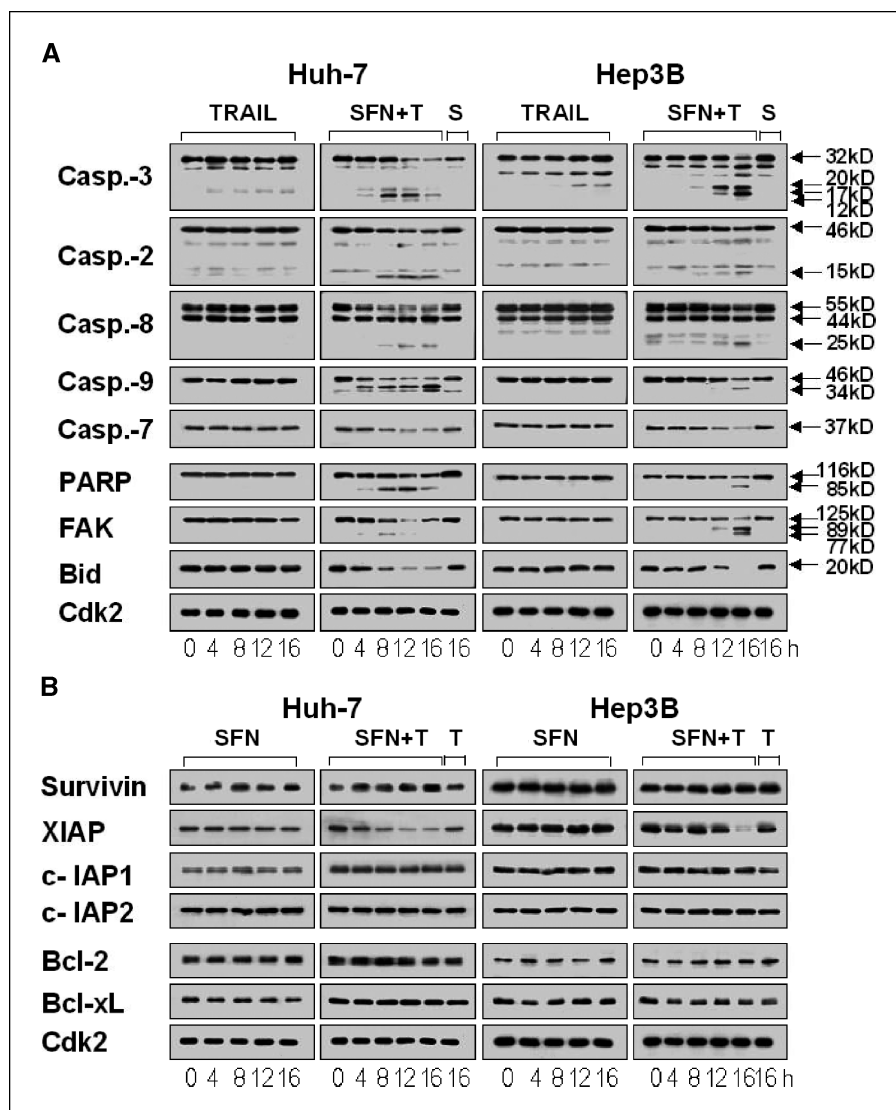 A
Huh-7 Hep3B
TRAIL SFN+T S TRAIL SFN+T S
Casp.-3 32kD
20kD
17kD
12kD
Casp.-2 46kD
15kD
Casp.-8 55kD
44kD
25kD
Casp.-9 46kD
34kD
Casp.-7 37kD
PARP 116kD
85kD
FAK 125kD
89kD
77kD
Bid 20kD
Cdk2
0 4 8 12 16 0 4 8 12 16 16 0 4 8 12 16 0 4 8 12 16 16 h
B
Huh-7 Hep3B
SFN SFN+T T SFN SFN+T T
Survivin
XIAP
c- IAP1
c- IAP2
Bcl-2
Bcl-xL
Cdk2
0 4 8 12 16 0 4 8 12 16 16 0 4 8 12 16 0 4 8 12 16 16 h